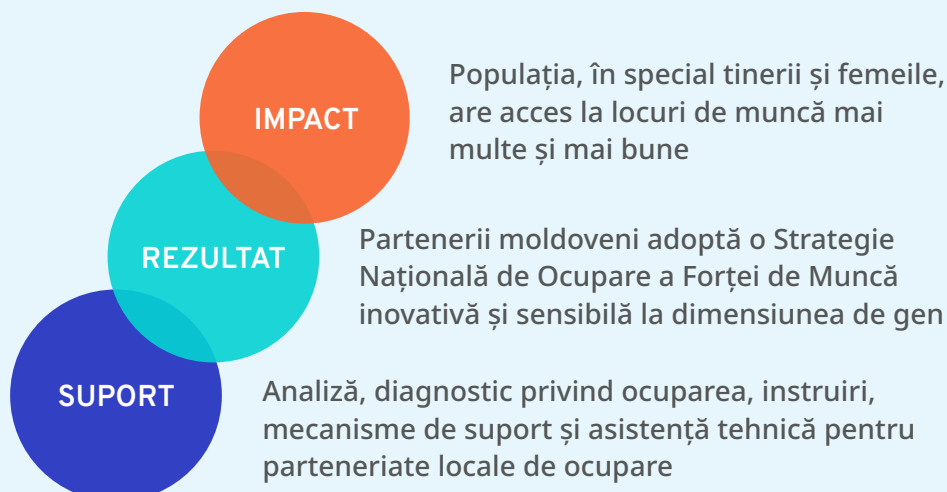 IMPACT
Populația, în special tinerii și femeile,
are acces la locuri de muncă mai
multe și mai bune
REZULTAT
Partenerii moldoveni adoptă o Strategie
Națională de Ocupare a Forței de Muncă
inovativă și sensibilă la dimensiunea de gen
SUPORT
Analiză, diagnostic privind ocuparea, instruiri,
mecanisme de suport și asistență tehnică pentru
parteneriate locale de ocupare